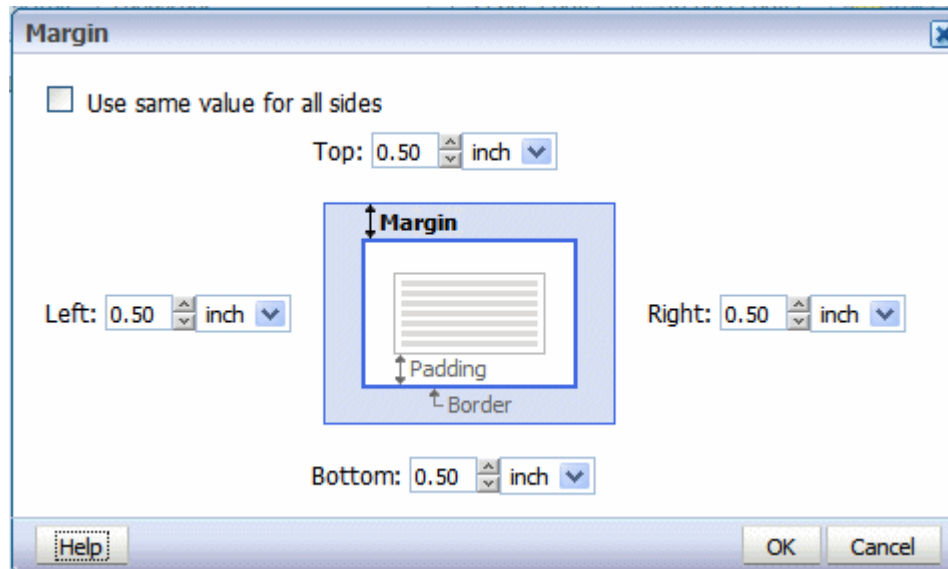 Margin
Use same value for all sides
Top: 0.50 inch
Margin
Left: 0.50 inch
Right: 0.50 inch
Padding
Border
Bottom: 0.50 inch
Help
OK
Cancel